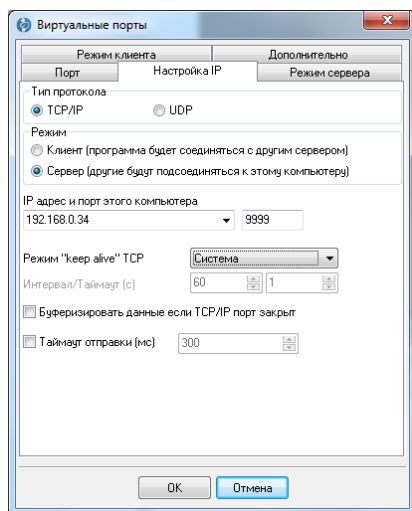 Виртуальные порты
Режим клиента
Дополнительно
Порт
Настройка IP
Режим сервера
Тип протокола
TCP/IP
UDP
Режим
Клиент (программа будет соединяться с другим сервером)
Сервер (другие будут подсоединяться к этому компьютеру)
IP адрес и порт этого компьютера
192.168.0.34
9999
Режим "keep alive" TCP
Система
Интервал/Таймаут (с)
60
1
Буферизировать данные если TCP/IP порт закрыт
Таймаут отправки (мс)
300
OK
Отмена